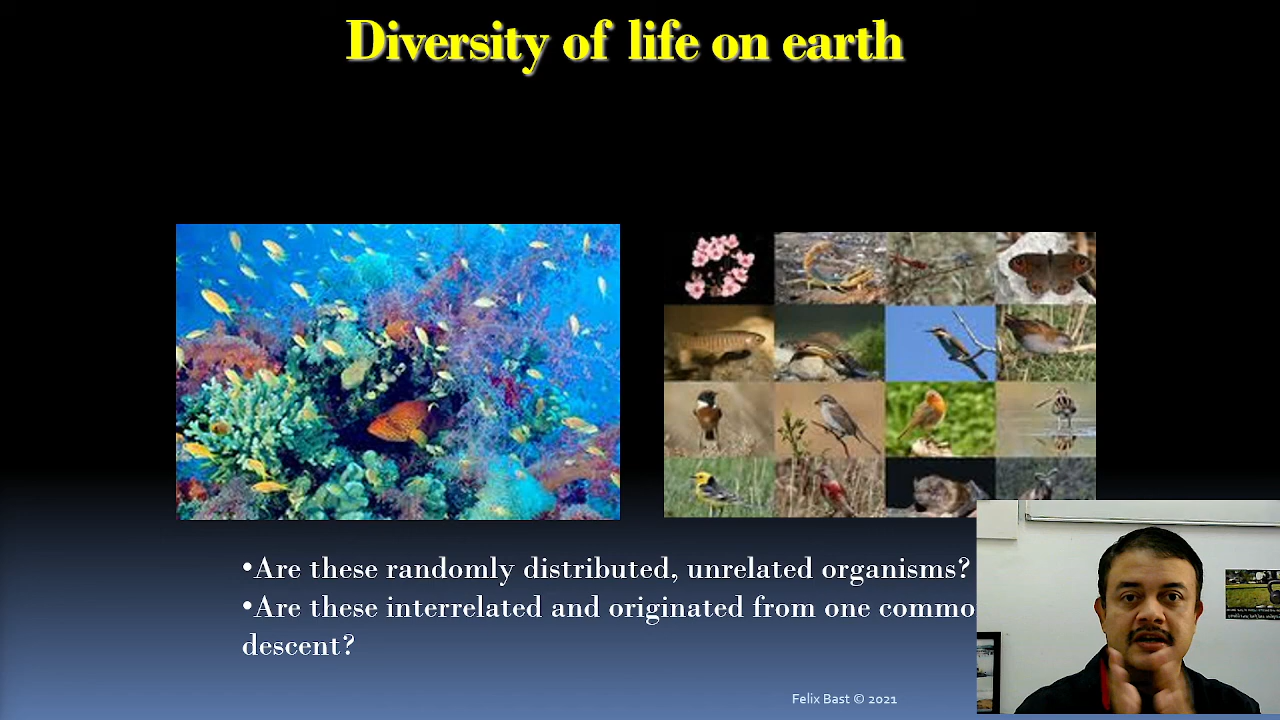 Diversity of life on earth
•Are these randomly distributed, unrelated organisms?
•Are these interrelated and originated from one commo
descent?
Felix Bast © 2021